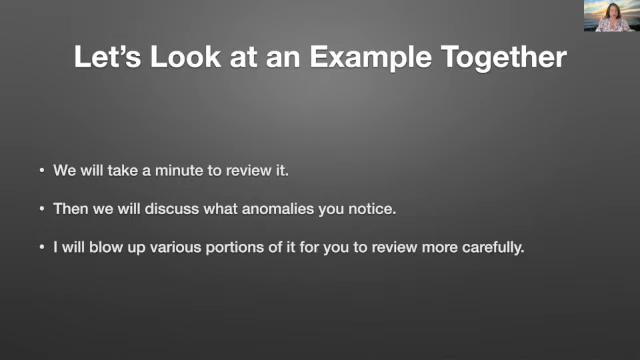 Let's Look at an Example Together
• We will take a minute to review it.
• Then we will discuss what anomalies you notice.
• I will blow up various portions of it for you to review more carefully.